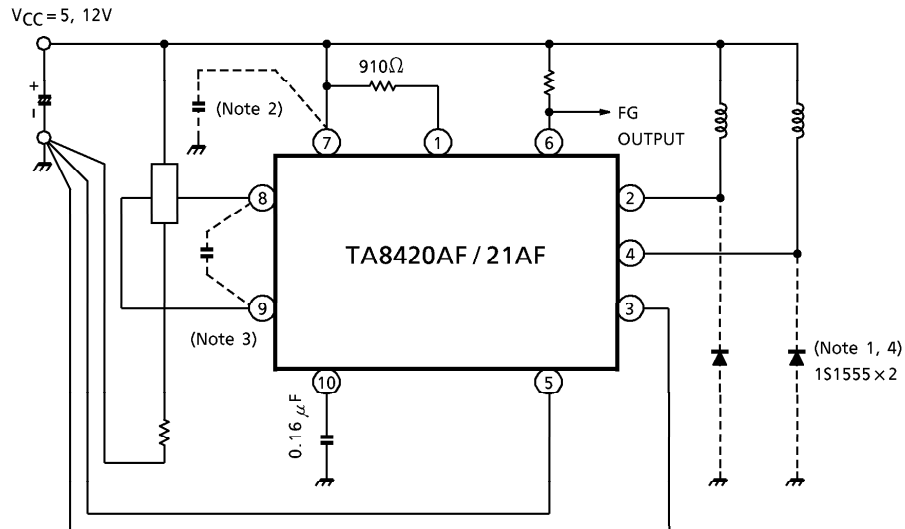 VCC=5, 12V
+
-
910Ω
(Note 2)
FG
OUTPUT
7
1
6
8
2
TA8420AF / 21AF
4
9
3
(Note 3)
(Note 1, 4)
1S1555×2
10
5
0.16 μF